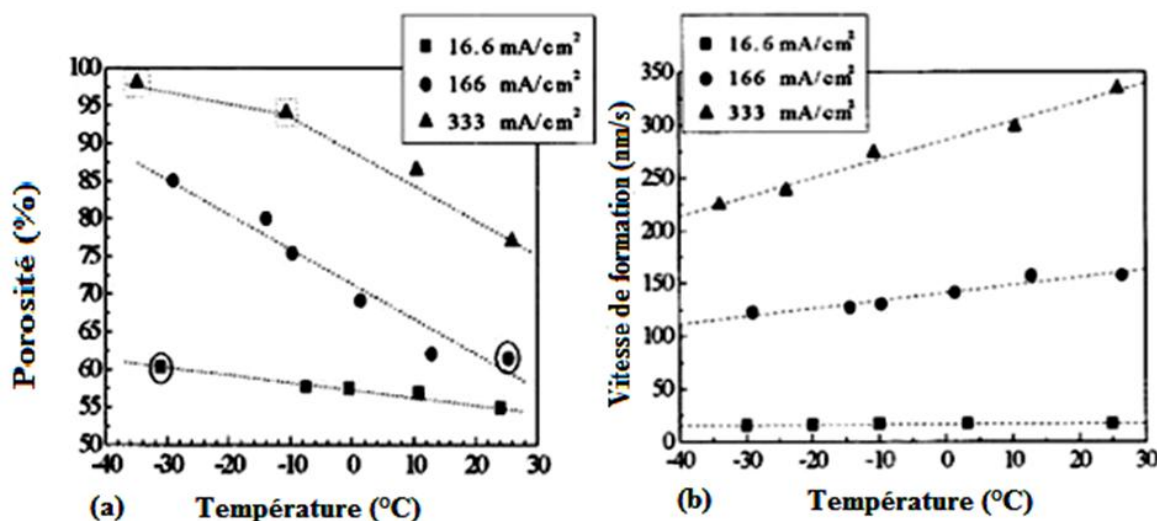 16.6 mA/cm²
166 mA/cm²
333 mA/cm²
100
95
90
85
80
75
70
65
60
55
50
-40 -30 -20 -10 0 10 20 30
Porosité (%)
(a) Température (°C)
16.6 mA/cm²
166 mA/cm²
333 mA/cm²
350
300
250
200
150
100
50
0
-40 -30 -20 -10 0 10 20 30
Vitesse de formation (nm/s)
(b) Température (°C)